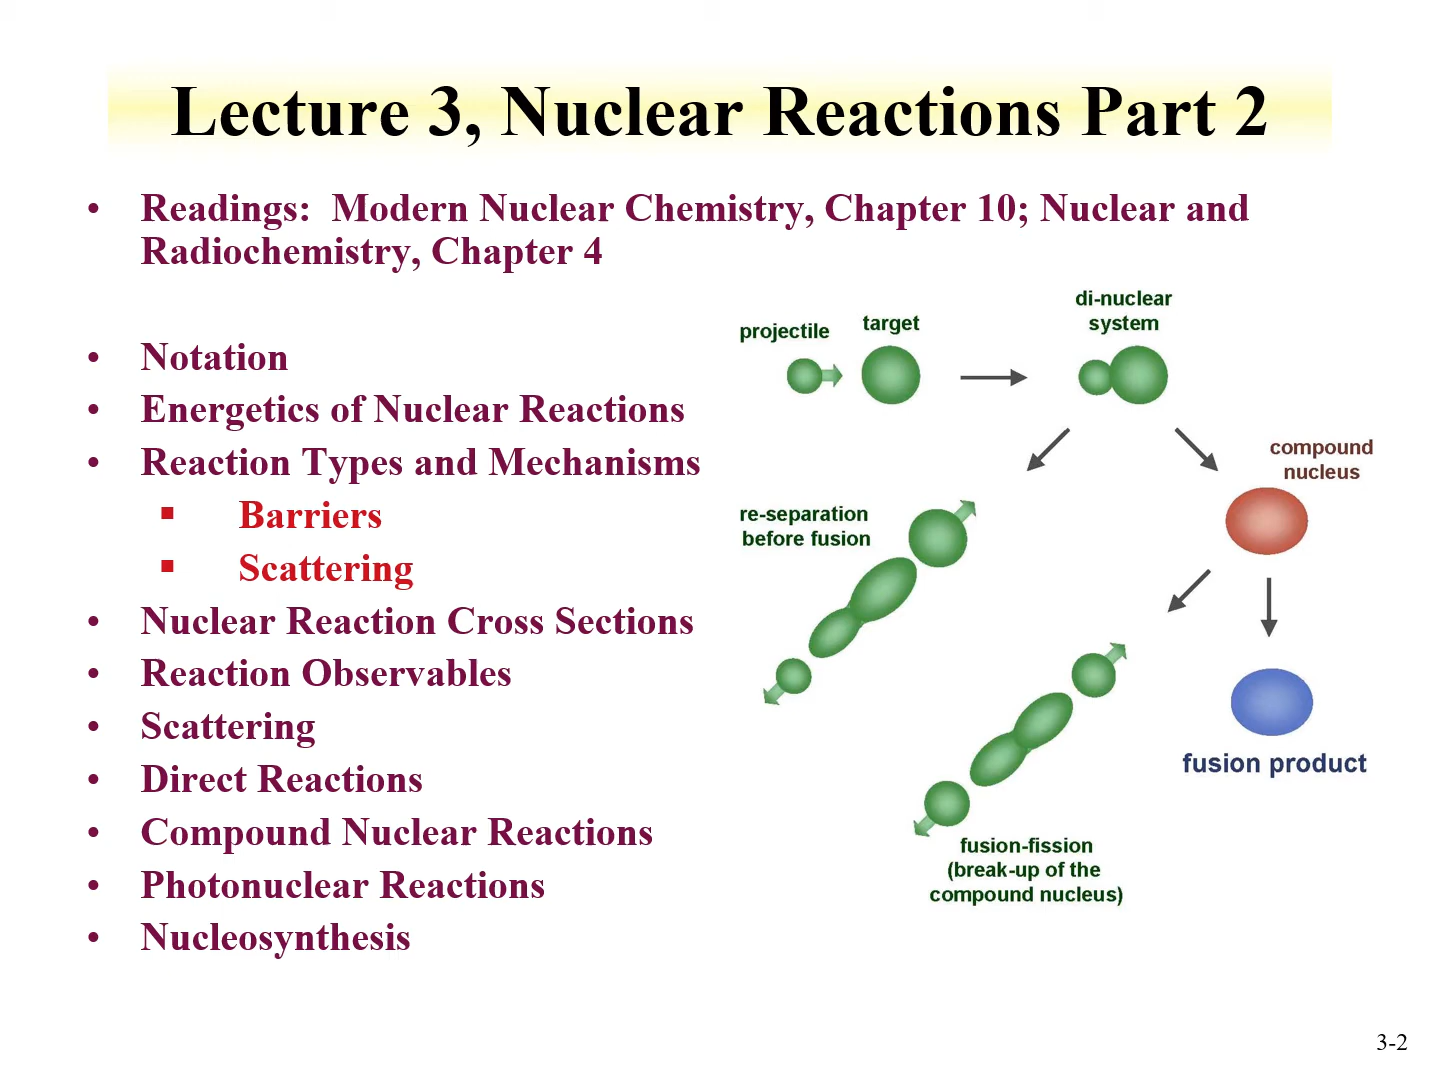 Lecture 3, Nuclear Reactions Part 2
• Readings:  Modern Nuclear Chemistry, Chapter 10; Nuclear and
Radiochemistry, Chapter 4
• Notation
• Energetics of Nuclear Reactions
• Reaction Types and Mechanisms
▪ Barriers
▪ Scattering
• Nuclear Reaction Cross Sections
• Reaction Observables
• Scattering
• Direct Reactions
• Compound Nuclear Reactions
• Photonuclear Reactions
• Nucleosynthesis
projectile
target
di-nuclear
system
compound
nucleus
re-separation
before fusion
fusion product
fusion-fission
(break-up of the
compound nucleus)
3-2